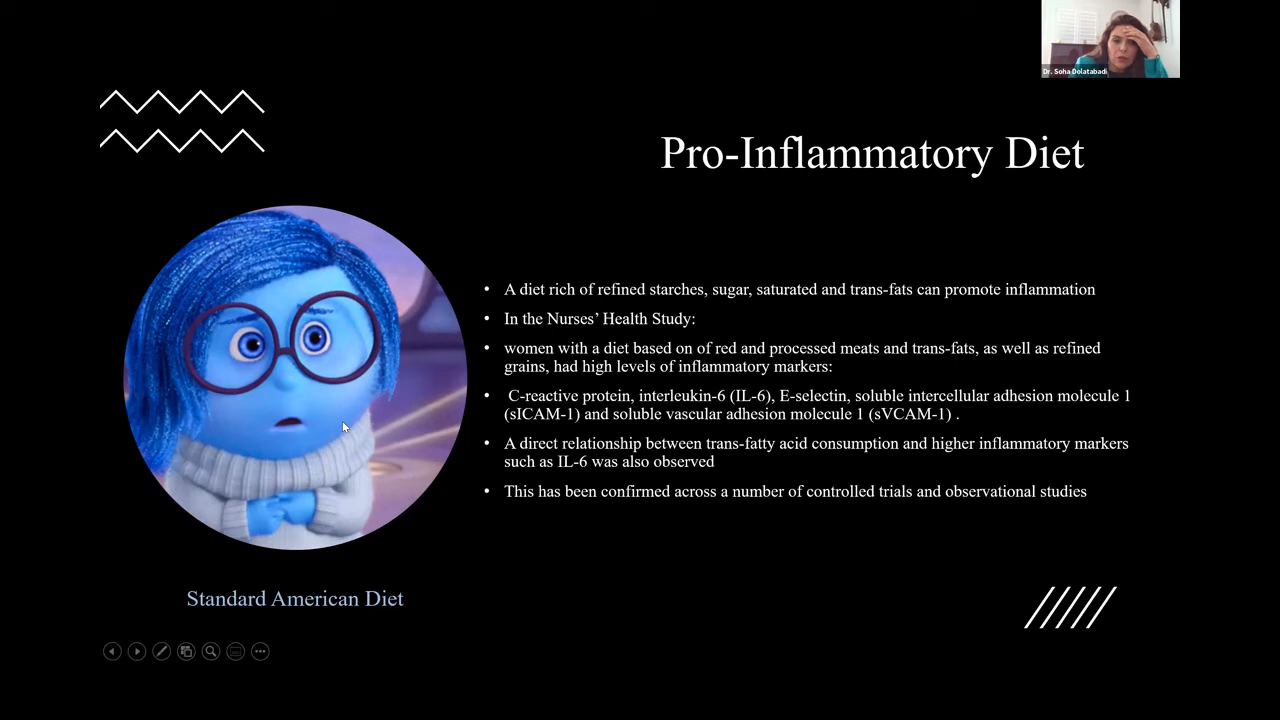 Dr. Soha Dolatabadi
Pro-Inflammatory Diet
• A diet rich of refined starches, sugar, saturated and trans-fats can promote inflammation
• In the Nurses’ Health Study:
• women with a diet based on of red and processed meats and trans-fats, as well as refined
grains, had high levels of inflammatory markers:
• C-reactive protein, interleukin-6 (IL-6), E-selectin, soluble intercellular adhesion molecule 1
(sICAM-1) and soluble vascular adhesion molecule 1 (sVCAM-1) .
• A direct relationship between trans-fatty acid consumption and higher inflammatory markers
such as IL-6 was also observed
• This has been confirmed across a number of controlled trials and observational studies
Standard American Diet